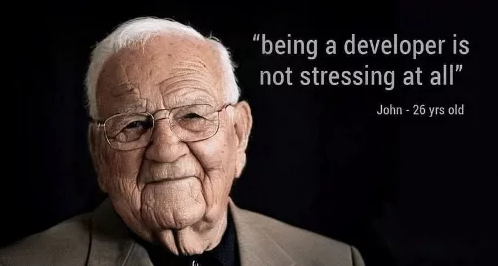 “being a developer is
not stressing at all”
John - 26 yrs old